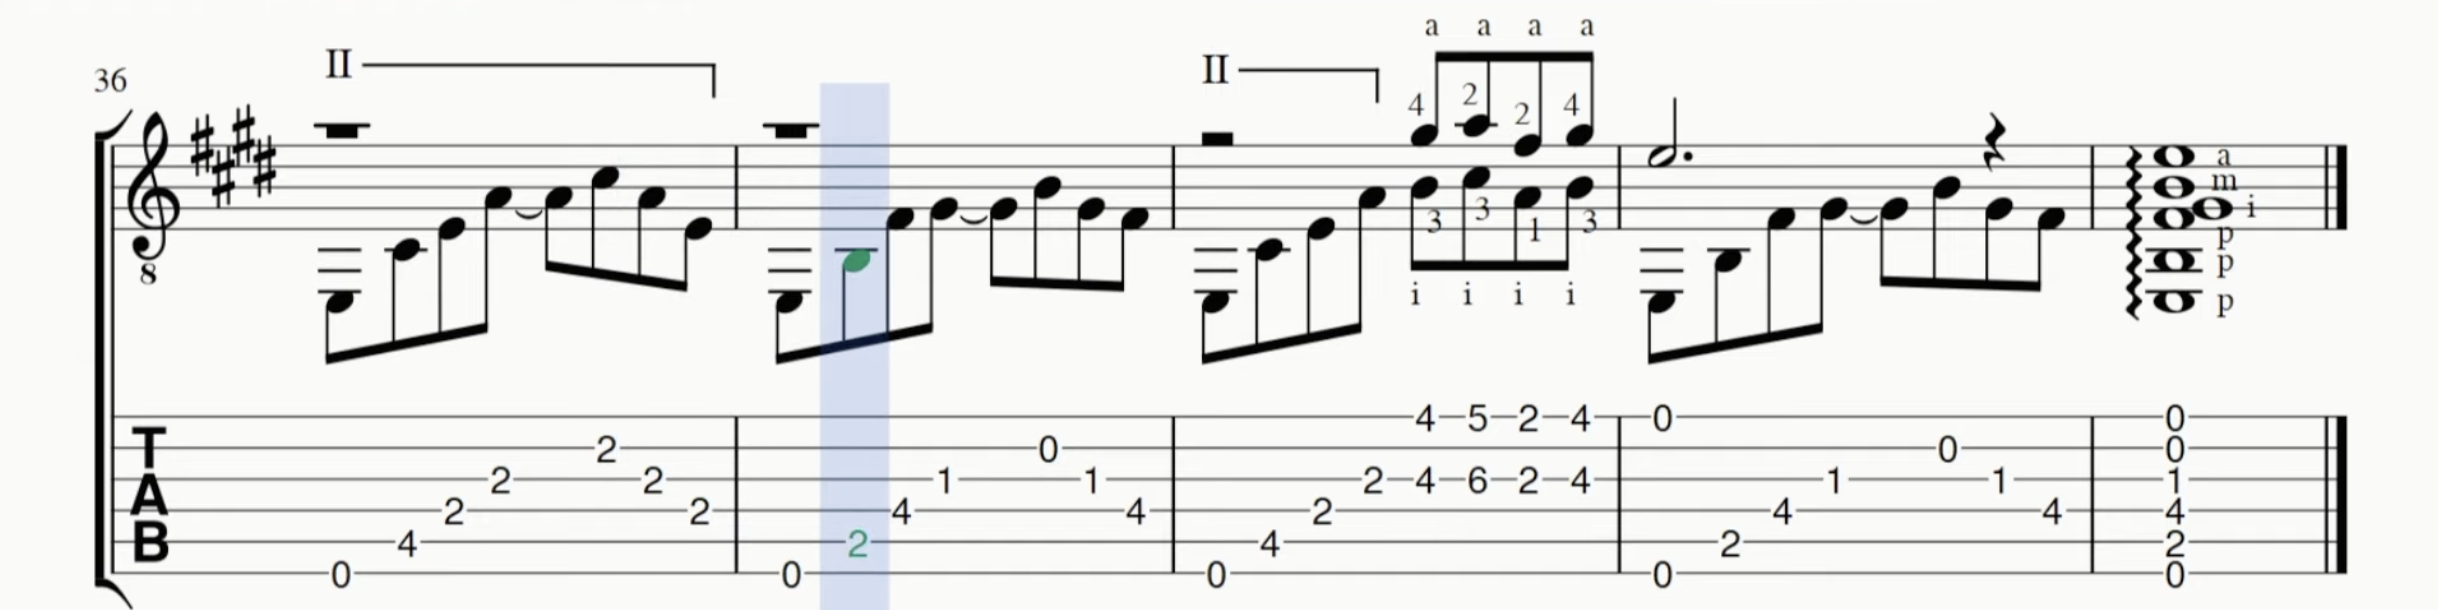 a a a a
II II
36
4 2 2 4
a
m
3 3 1 3 i
p
8 p
i i i i p
4 5 2 4 0 0
T 2 0 0 0
A 2 2 1 1 2 4 6 2 4 1 1 1
2 2 4 4 2 4 4 4
B 4 2 4 2 2
0 0 0 0 0